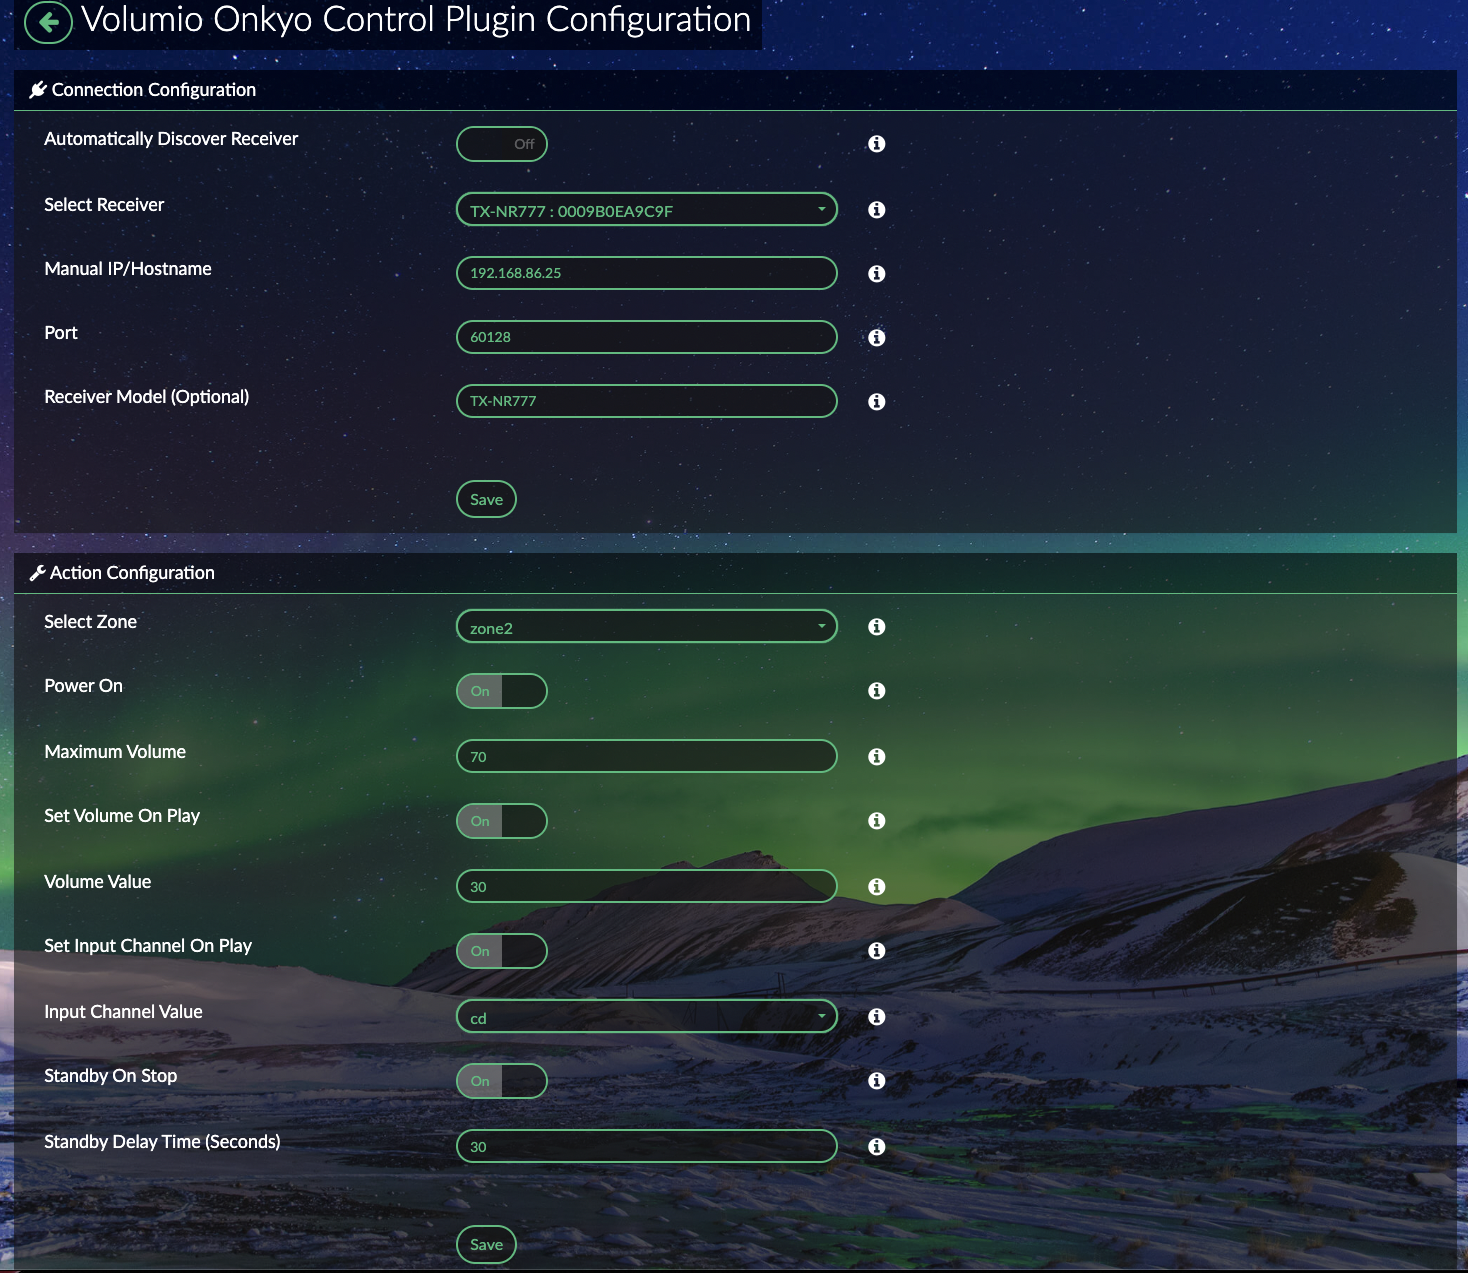 Volumio Onkyo Control Plugin Configuration
Connection Configuration
Automatically Discover Receiver Off
Select Receiver TX-NR777 : 0009B0EA9C9F
Manual IP/Hostname 192.168.86.25
Port 60128
Receiver Model (Optional) TX-NR777
Save
Action Configuration
Select Zone zone2
Power On On
Maximum Volume 70
Set Volume On Play On
Volume Value 30
Set Input Channel On Play On
Input Channel Value cd
Standby On Stop On
Standby Delay Time (Seconds) 30
Save